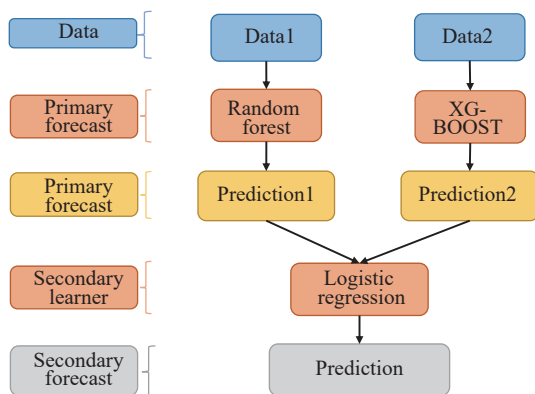 Data
Data1
Data2
Primary
forecast
Random
forest
XG-
BOOST
Primary
forecast
Prediction1
Prediction2
Secondary
learner
Logistic
regression
Secondary
forecast
Prediction